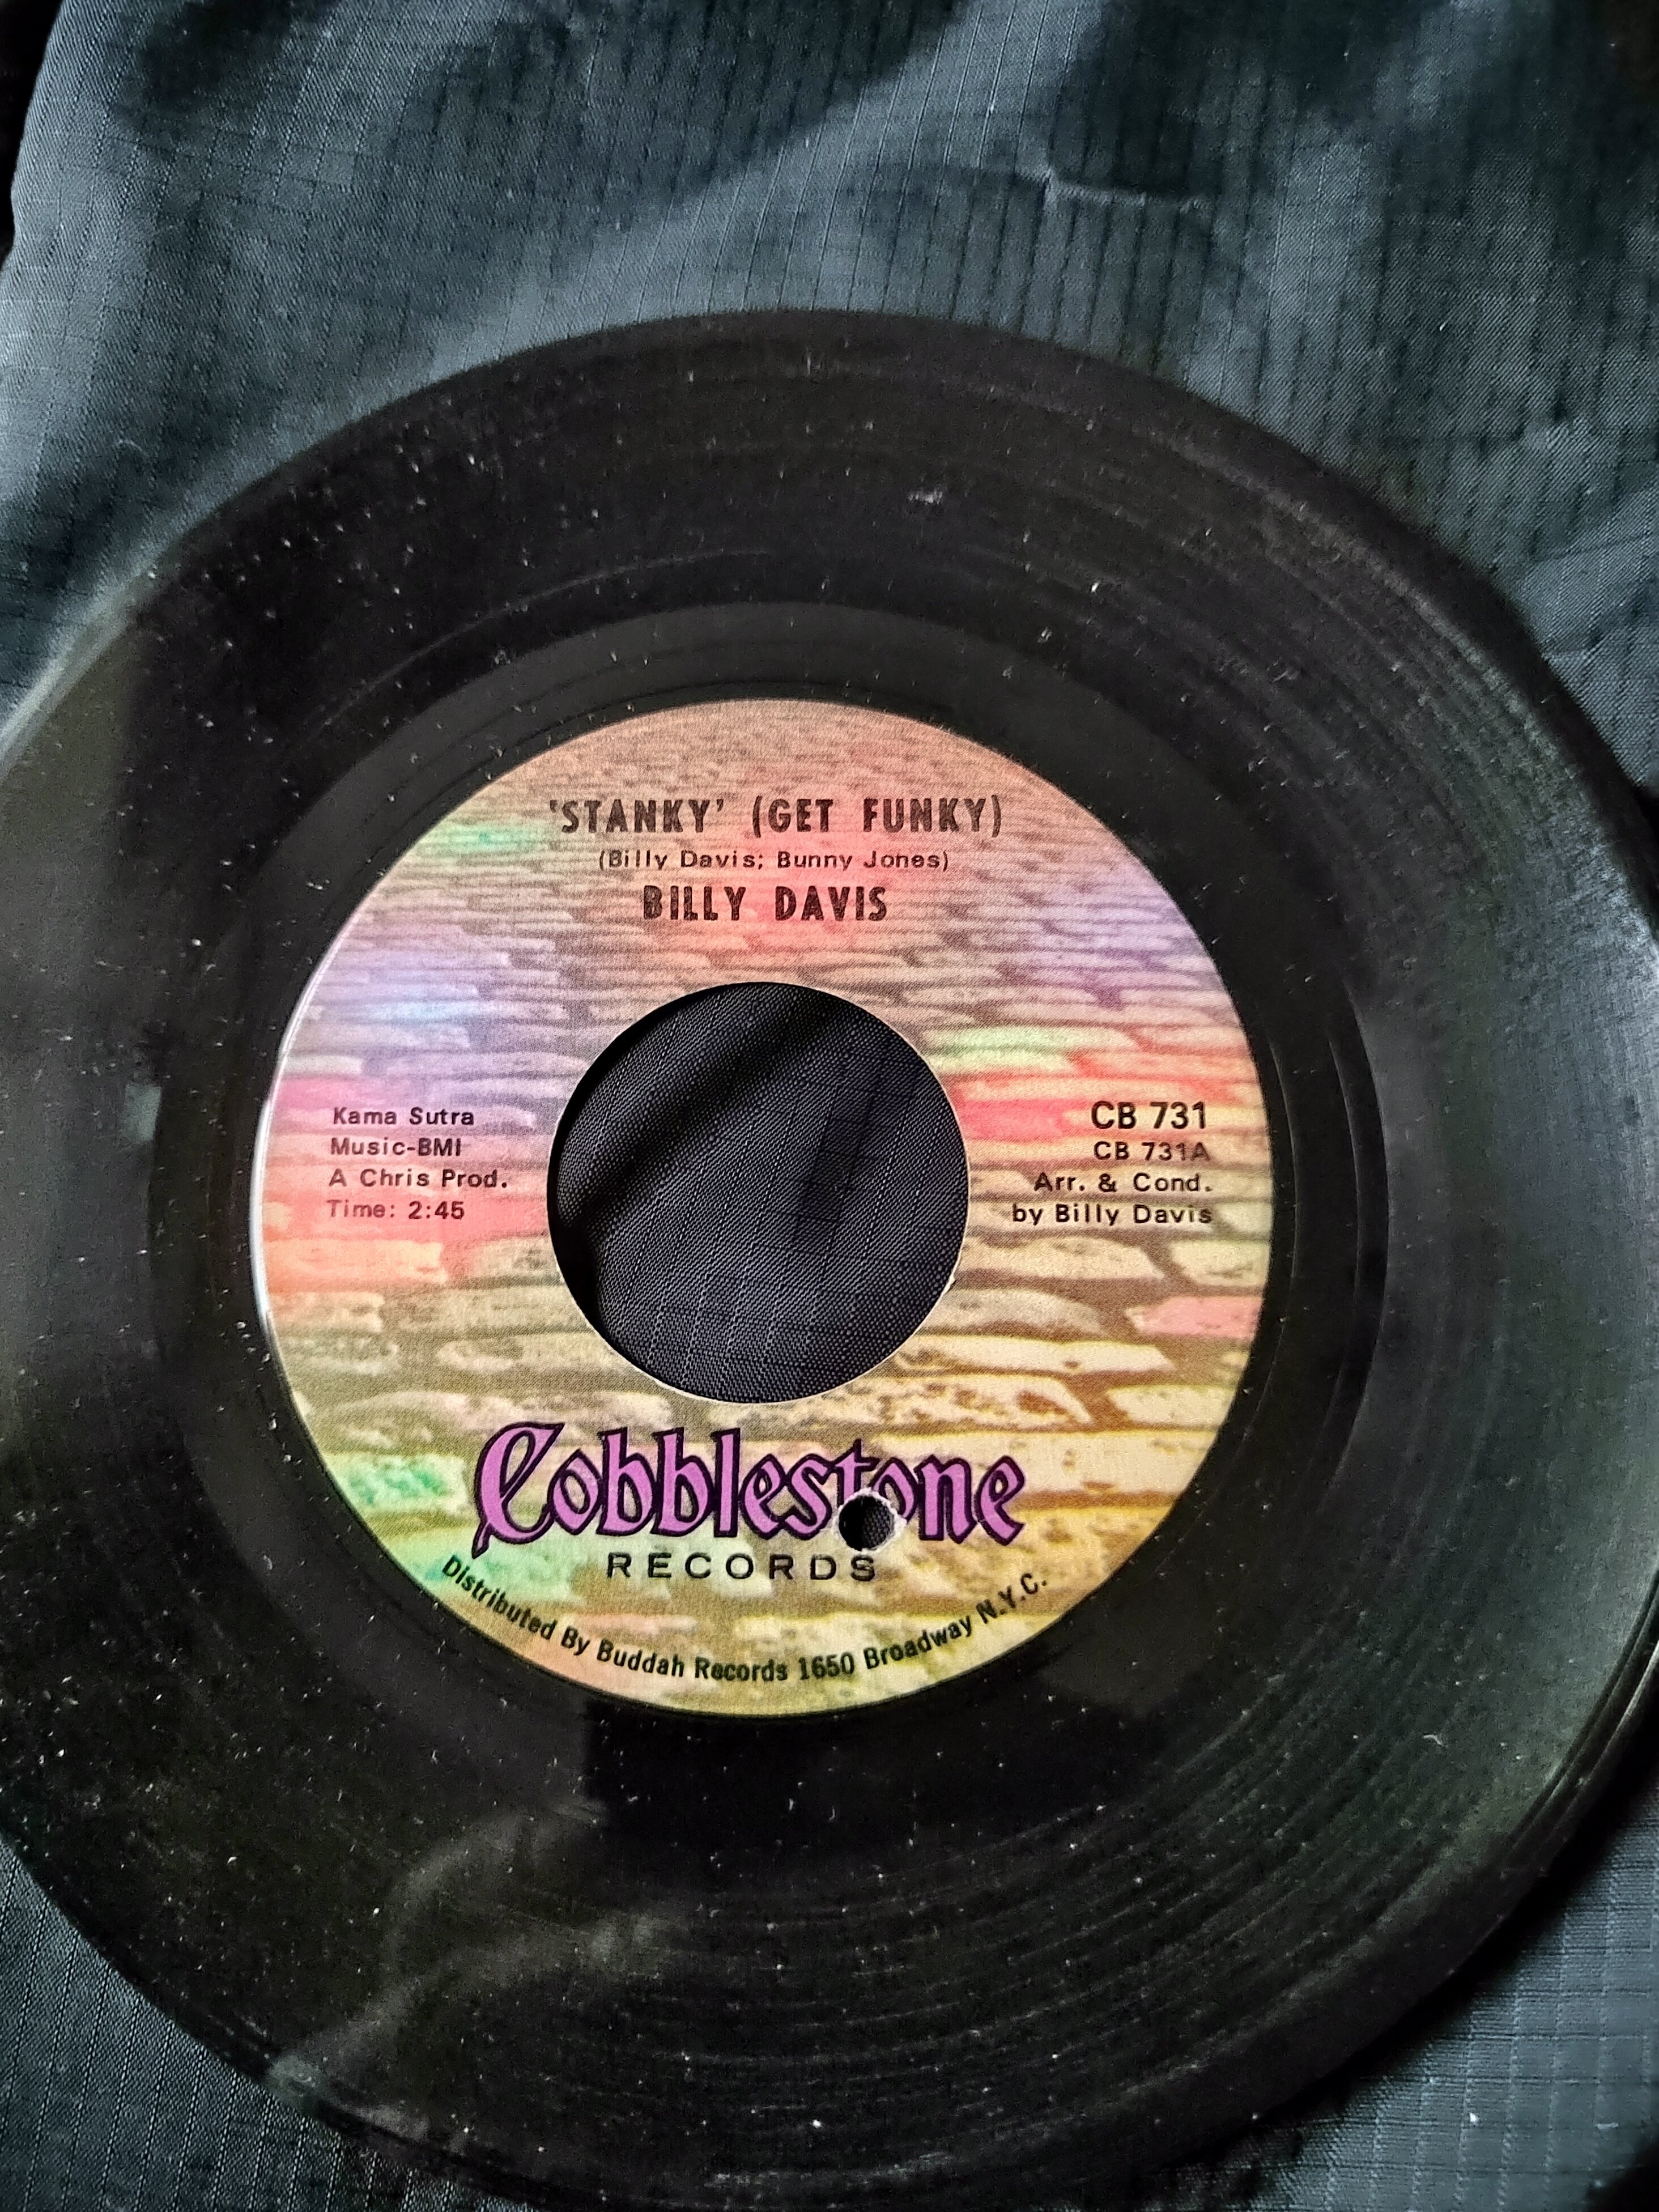 'STANKY' (GET FUNKY)
(Billy Davis; Bunny Jones)
BILLY DAVIS
Kama Sutra
Music-BMI
A Chris Prod.
Time: 2:45
CB 731
CB 731A
Arr. & Cond.
by Billy Davis
Cobblestone
RECORDS
Distributed By Buddah Records 1650 Broadway N.Y.C.